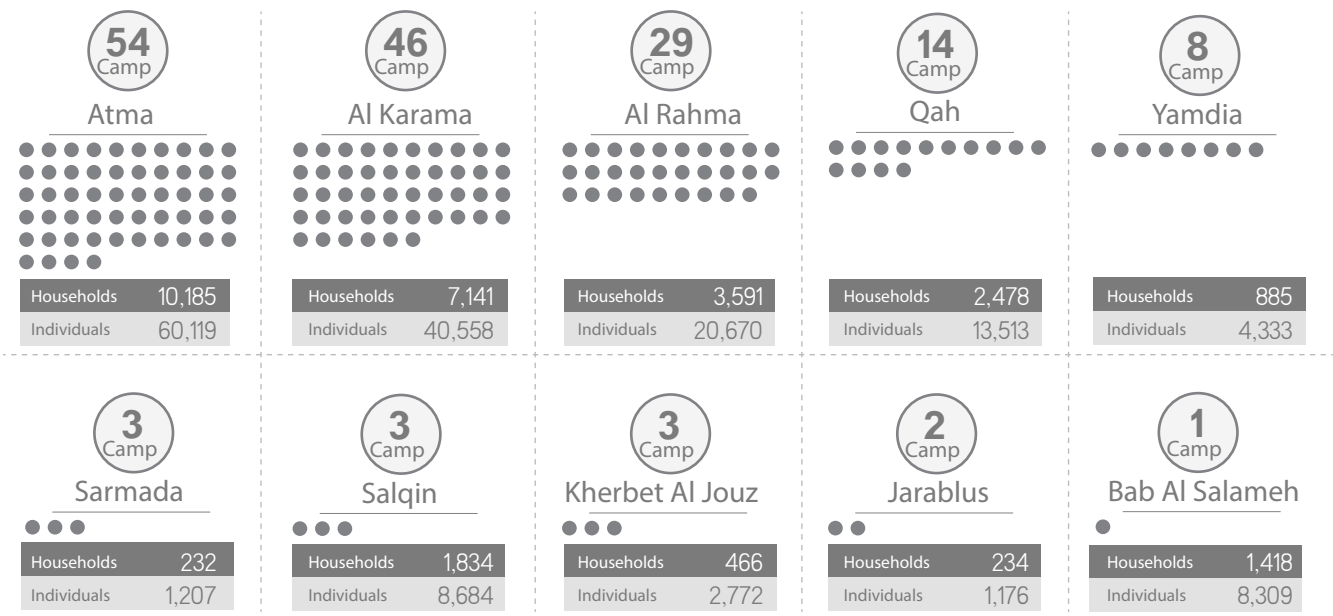 54
Camp
Atma
Households 10,185
Individuals 60,119
46
Camp
Al Karama
Households 7,141
Individuals 40,558
29
Camp
Al Rahma
Households 3,591
Individuals 20,670
14
Camp
Qah
Households 2,478
Individuals 13,513
8
Camp
Yamdia
Households 885
Individuals 4,333
3
Camp
Sarmada
Households 232
Individuals 1,207
3
Camp
Salqin
Households 1,834
Individuals 8,684
3
Camp
Kherbet Al Jouz
Households 466
Individuals 2,772
2
Camp
Jarablus
Households 234
Individuals 1,176
1
Camp
Bab Al Salameh
Households 1,418
Individuals 8,309